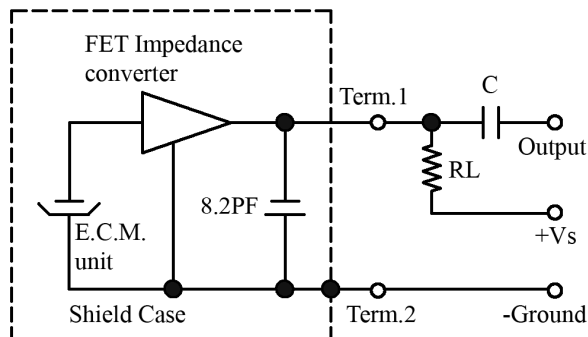 FET Impedance
converter
Term.1
C
Output
RL
8.2PF
+Vs
E.C.M.
unit
Shield Case
Term.2
-Ground